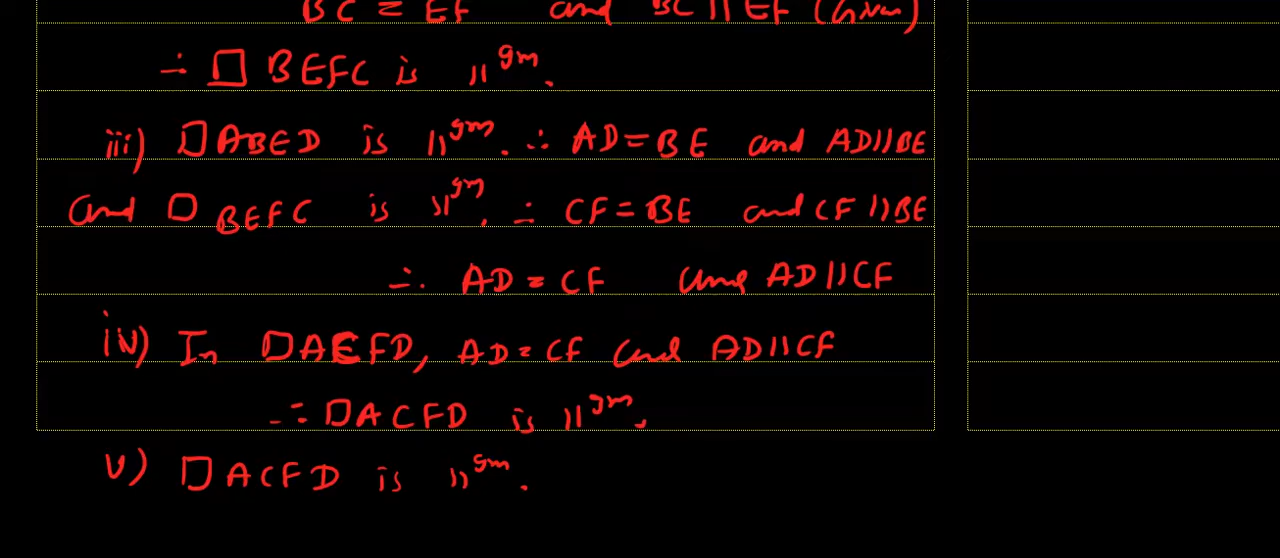 BC = EF and BC || EF (Given)
∴ □ BEFC is ||gm.
iii) □ABED is ||gm. ∴ AD=BE and AD||BE
and □ BEFC is ||gm. ∴ CF=BE and CF||BE
∴ AD = CF and AD||CF
iv) In □ACFD, AD=CF and AD||CF
∴ □ACFD is ||gm.
v) □ACFD is ||gm.